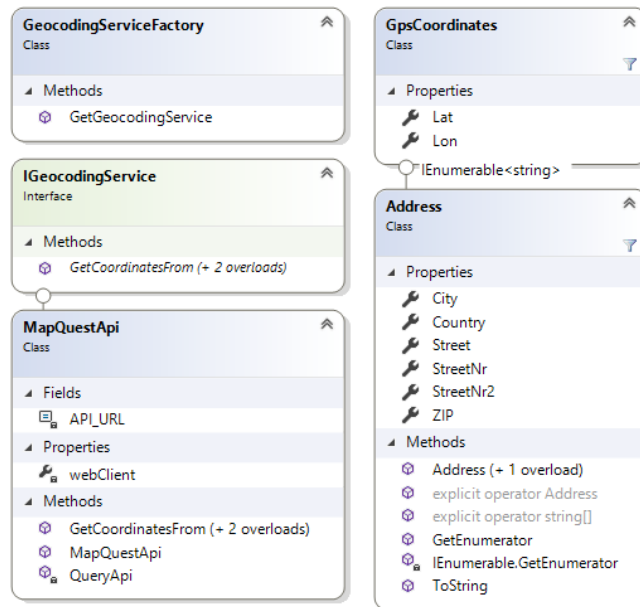 GeocodingServiceFactory
Class
Methods
GetGeocodingService
IGeocodingService
Interface
Methods
GetCoordinatesFrom (+ 2 overloads)
MapQuestApi
Class
Fields
API_URL
Properties
webClient
Methods
GetCoordinatesFrom (+ 2 overloads)
MapQuestApi
QueryApi
GpsCoordinates
Class
Properties
Lat
Lon
IEnumerable<string>
Address
Class
Properties
City
Country
Street
StreetNr
StreetNr2
ZIP
Methods
Address (+ 1 overload)
explicit operator Address
explicit operator string[]
GetEnumerator
IEnumerable.GetEnumerator
ToString